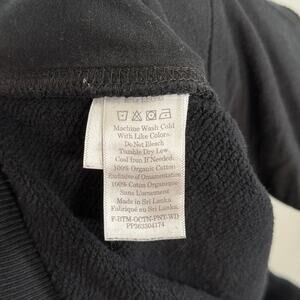 Machine Wash Cold
With Like Colors.
Do Not Bleach
Tumble Dry Low.
Cool Iron If Needed.
100% Organic Cotton
Exclusive of Ornamentation
100% Coton Organique
Sans L'ornement
Made in Sri Lanka
Fabriqué au Sri Lanka
F-BTM-OCTN-PNT-WD
PP363504174